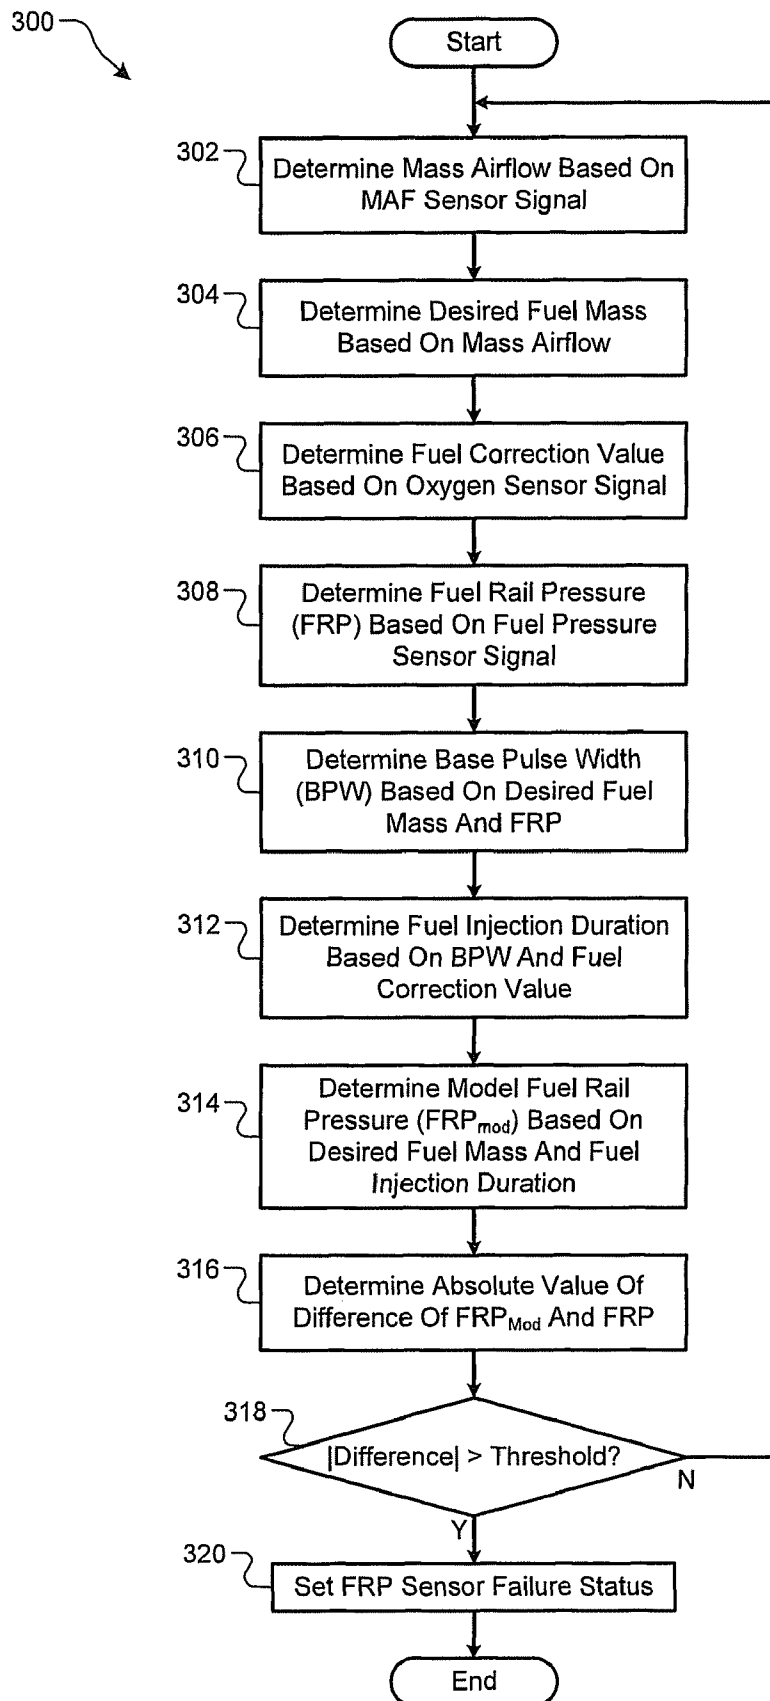 300
Start
302
Determine Mass Airflow Based On
MAF Sensor Signal
304
Determine Desired Fuel Mass
Based On Mass Airflow
306
Determine Fuel Correction Value
Based On Oxygen Sensor Signal
308
Determine Fuel Rail Pressure
(FRP) Based On Fuel Pressure
Sensor Signal
310
Determine Base Pulse Width
(BPW) Based On Desired Fuel
Mass And FRP
312
Determine Fuel Injection Duration
Based On BPW And Fuel
Correction Value
314
Determine Model Fuel Rail
Pressure (FRPmod) Based On
Desired Fuel Mass And Fuel
Injection Duration
316
Determine Absolute Value Of
Difference Of FRPMod And FRP
318
|Difference| > Threshold?
N
Y
320
Set FRP Sensor Failure Status
End